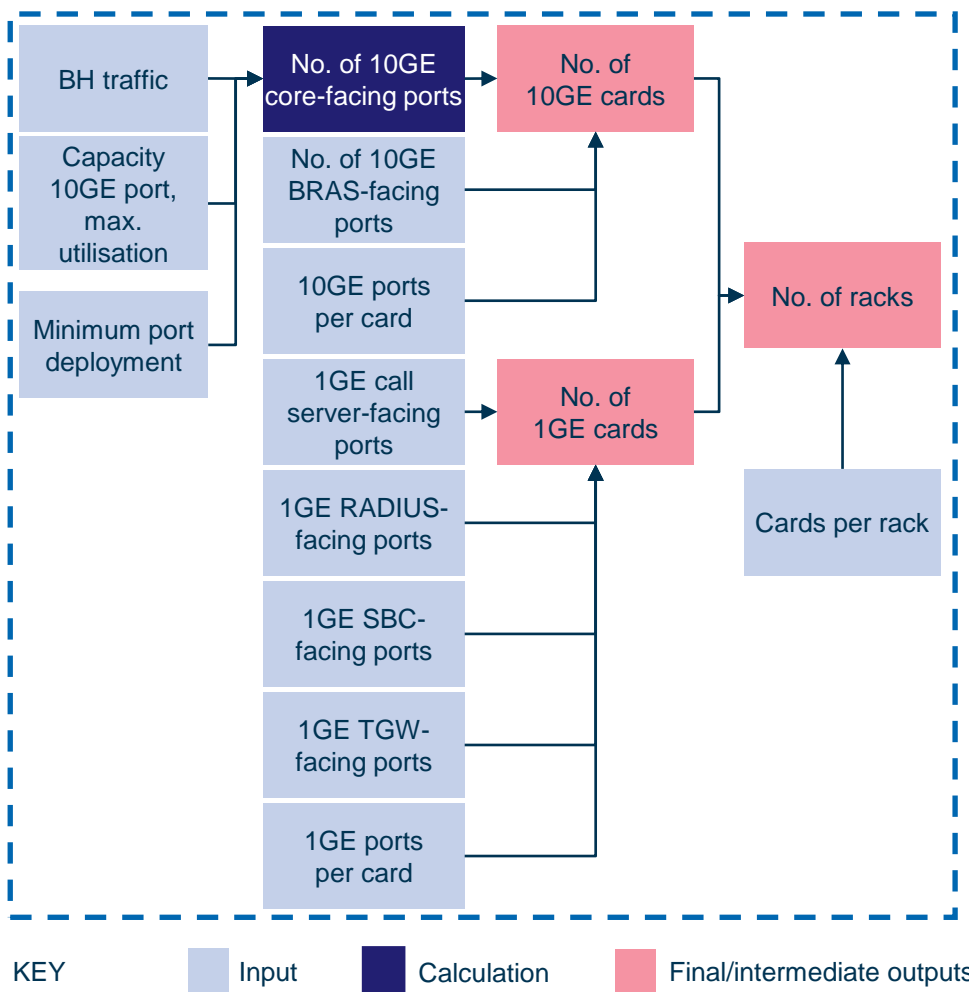 BH traffic
Capacity
10GE port,
max.
utilisation
Minimum port
deployment
No. of 10GE
core-facing ports
No. of 10GE
BRAS-facing
ports
10GE ports
per card
1GE call
server-facing
ports
1GE RADIUS-
facing ports
1GE SBC-
facing ports
1GE TGW-
facing ports
1GE ports
per card
No. of
10GE cards
No. of
1GE cards
No. of racks
Cards per rack
KEY
Input
Calculation
Final/intermediate outputs